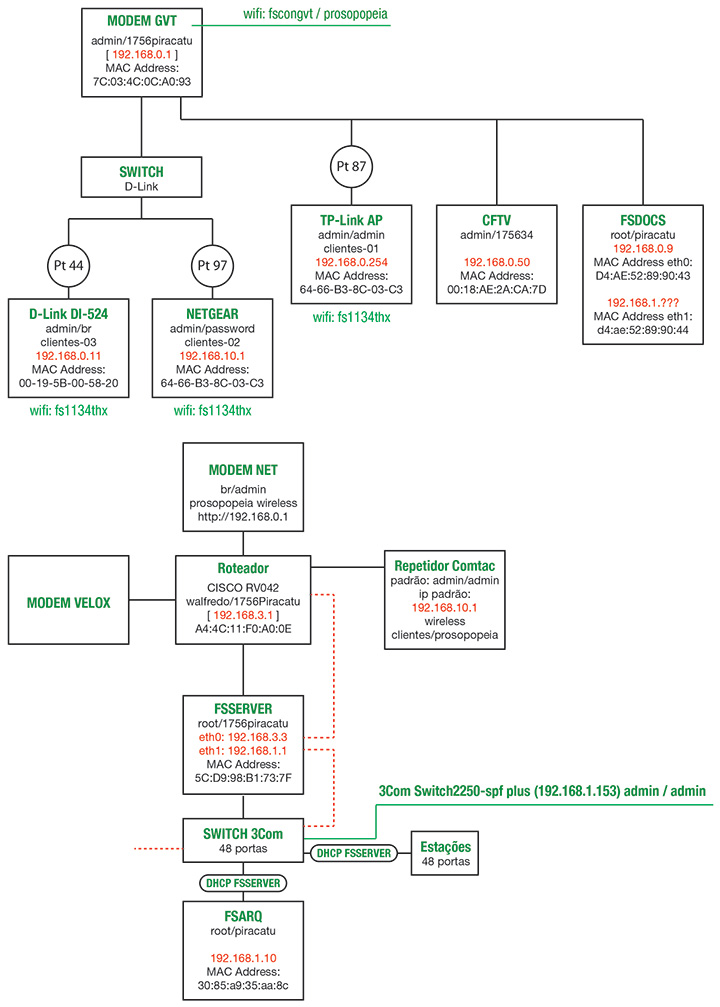 MODEM GVT
admin/1756piracatu
[ 192.168.0.1 ]
MAC Address:
7C:03:4C:0C:A0:93
wifi: fscongvt / prosopopeia
SWITCH
D-Link
Pt 87
Pt 44
Pt 97
TP-Link AP
admin/admin
clientes-01
192.168.0.254
MAC Address:
64-66-B3-8C-03-C3
wifi: fs1134thx
CFTV
admin/175634
192.168.0.50
MAC Address:
00:18:AE:2A:CA:7D
FSDOCS
root/piracatu
192.168.0.9
MAC Address eth0:
D4:AE:52:89:90:43
192.168.1.???
MAC Address eth1:
d4:ae:52:89:90:44
D-Link DI-524
admin/br
clientes-03
192.168.0.11
MAC Address:
00-19-5B-00-58-20
wifi: fs1134thx
NETGEAR
admin/password
clientes-02
192.168.10.1
MAC Address:
64-66-B3-8C-03-C3
wifi: fs1134thx
MODEM NET
br/admin
prosopopeia wireless
http://192.168.0.1
MODEM VELOX
Roteador
CISCO RV042
walfredo/1756Piracatu
[ 192.168.3.1 ]
A4:4C:11:F0:A0:0E
Repetidor Comtac
padrão: admin/admin
ip padrão:
192.168.10.1
wireless
clientes/prosopopeia
FSSERVER
root/1756piracatu
eth0: 192.168.3.3
eth1: 192.168.1.1
MAC Address:
5C:D9:98:B1:73:7F
3Com Switch2250-spf plus (192.168.1.153) admin / admin
SWITCH 3Com
48 portas
DHCP FSSERVER
Estações
48 portas
DHCP FSSERVER
FSARQ
root/piracatu
192.168.1.10
MAC Address:
30:85:a9:35:aa:8c